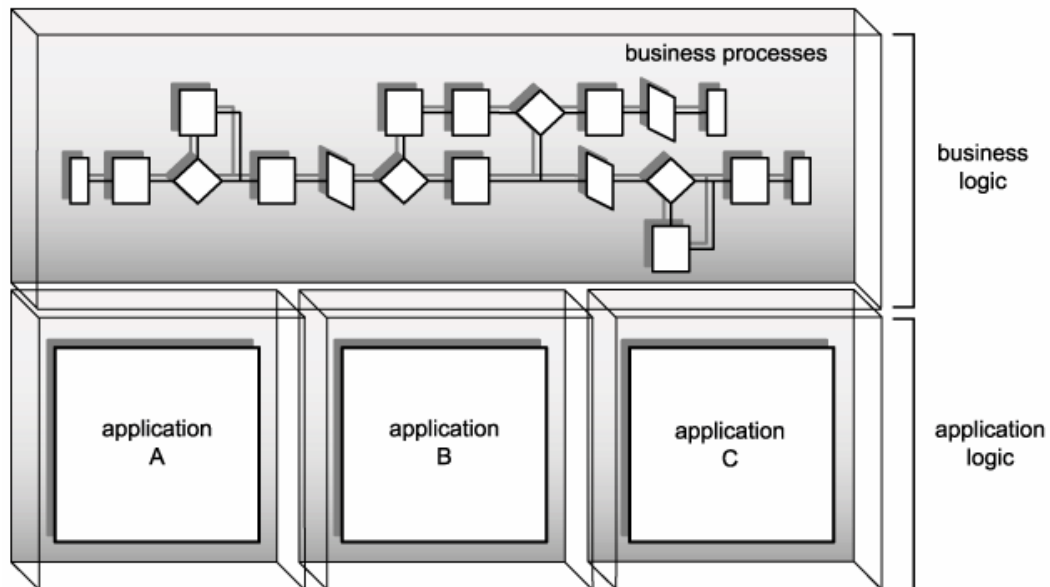 business processes
business
logic
application
A
application
B
application
C
application
logic